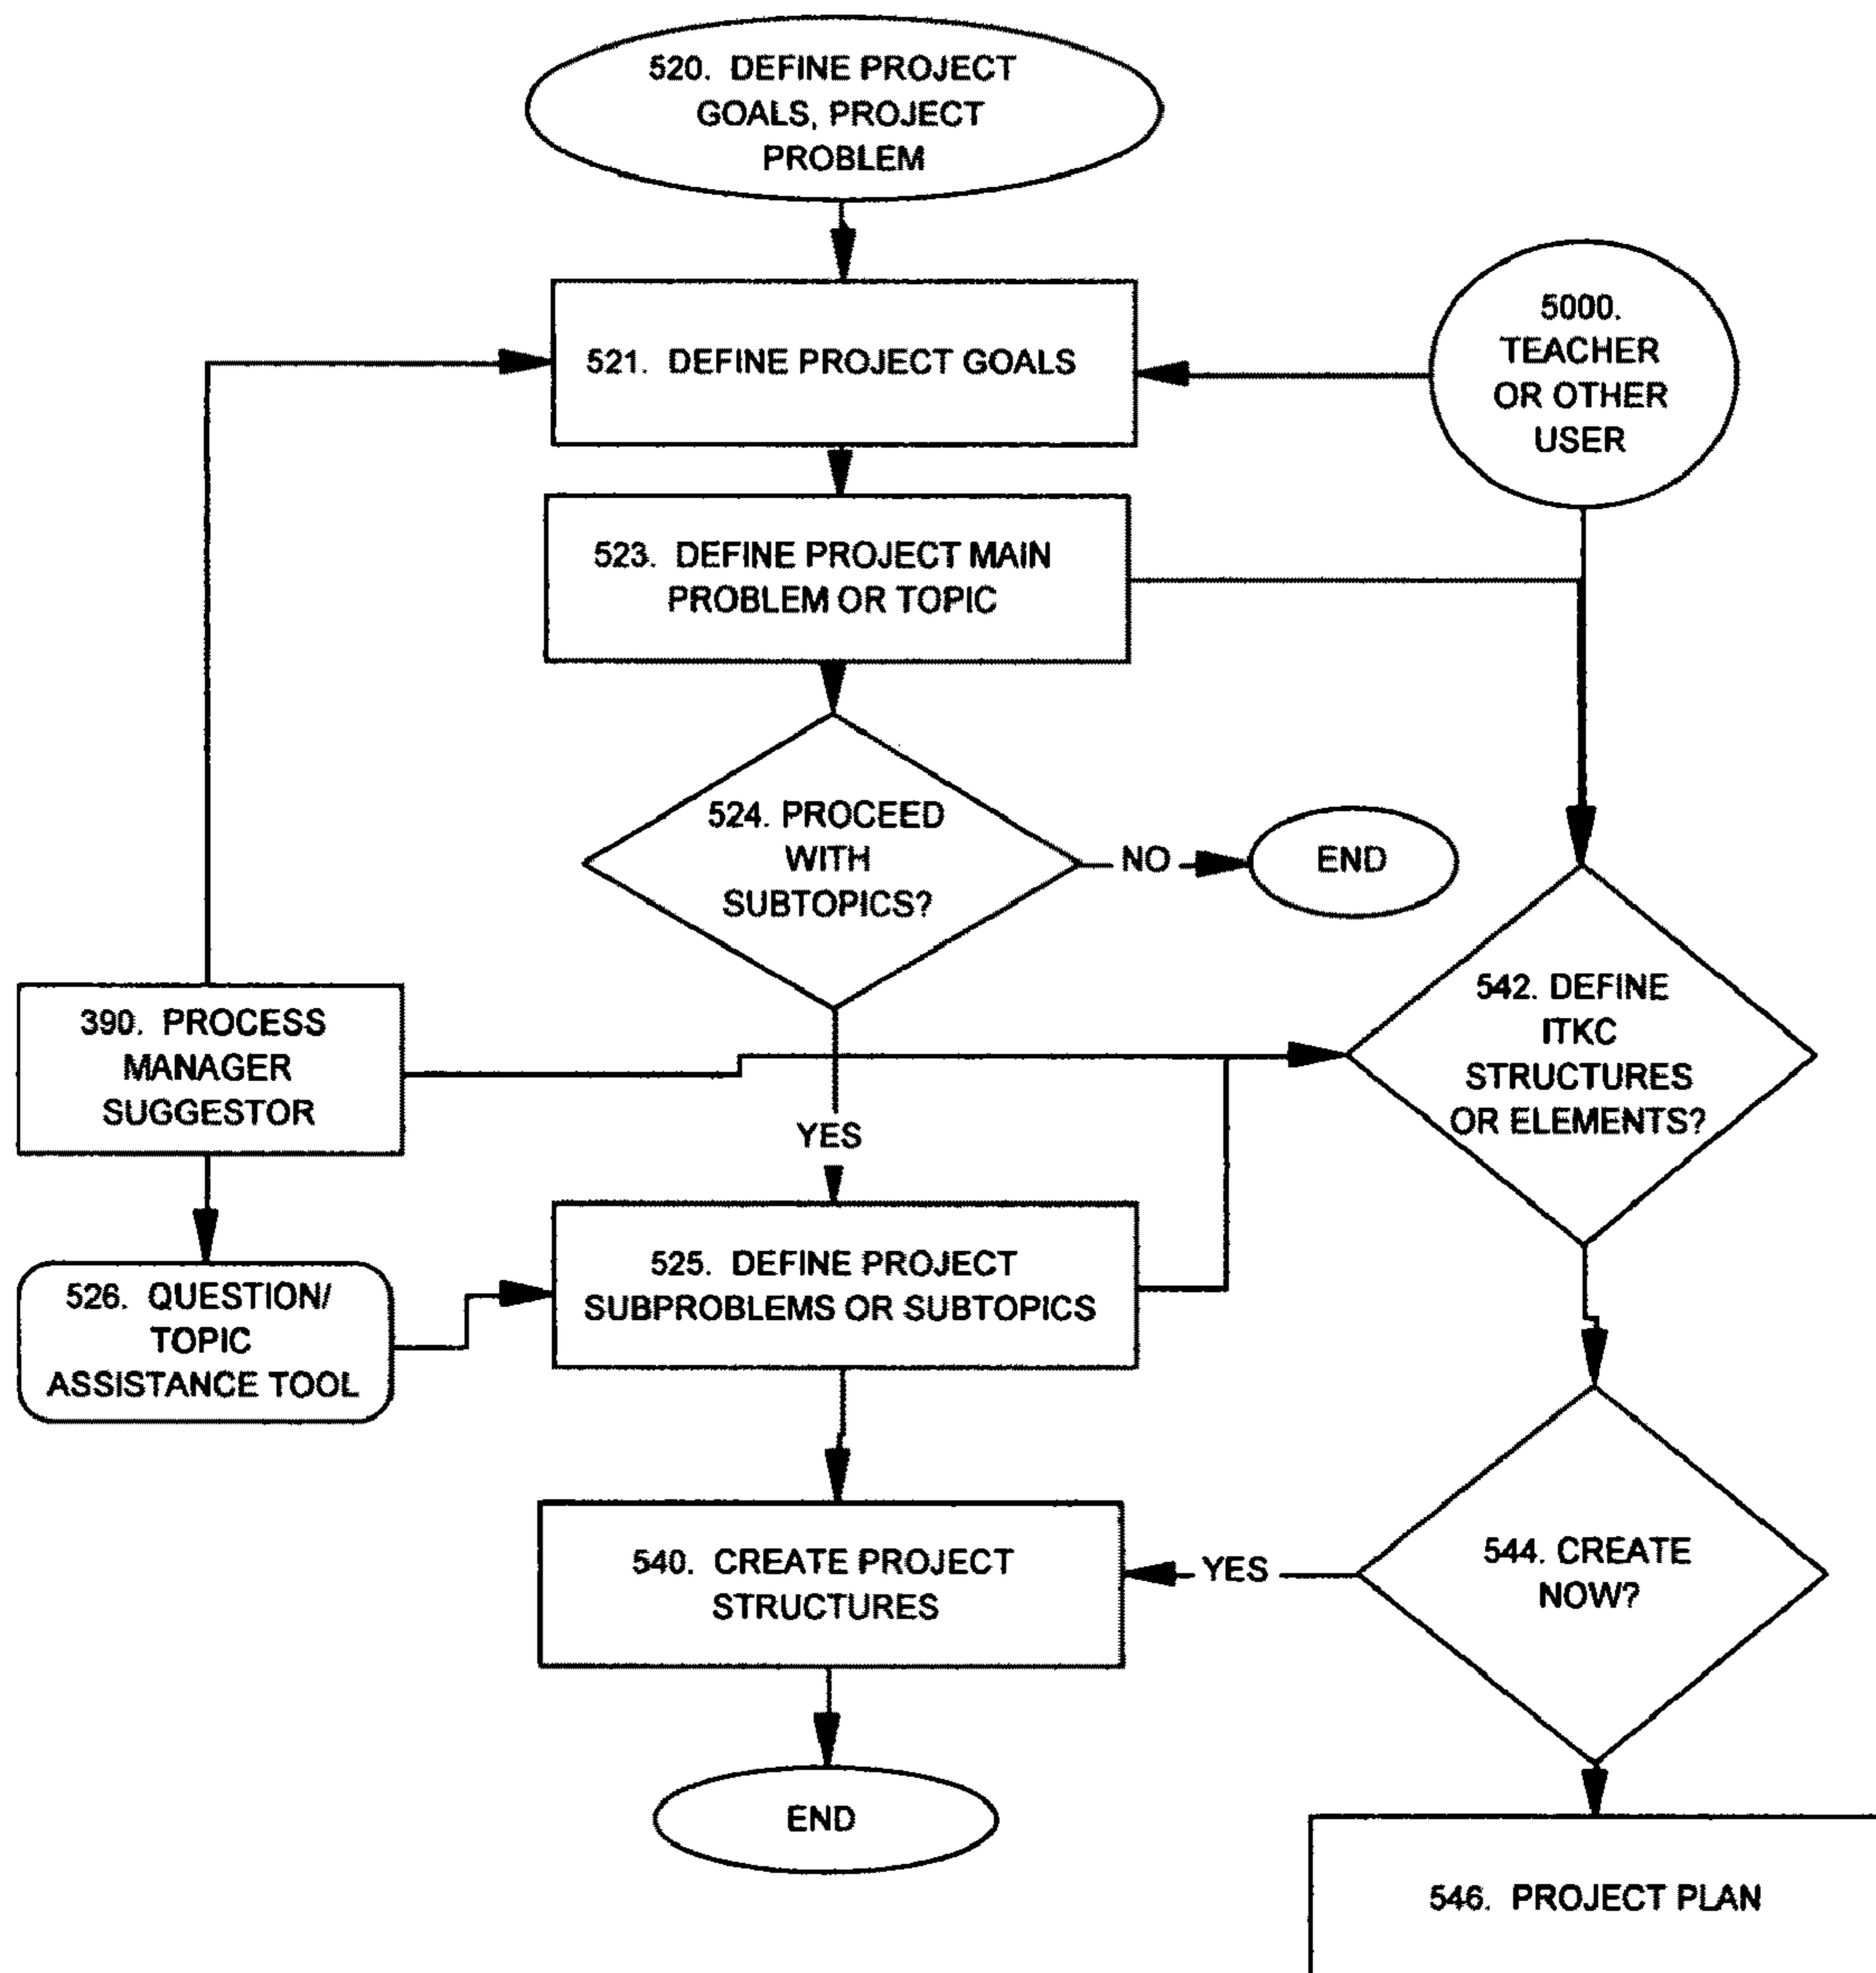 520. DEFINE PROJECT
GOALS, PROJECT
PROBLEM
521. DEFINE PROJECT GOALS
5000.
TEACHER
OR OTHER
USER
523. DEFINE PROJECT MAIN
PROBLEM OR TOPIC
524. PROCEED
WITH
SUBTOPICS?
NO
END
390. PROCESS
MANAGER
SUGGESTOR
542. DEFINE
ITKC
STRUCTURES
OR ELEMENTS?
YES
526. QUESTION/
TOPIC
ASSISTANCE TOOL
525. DEFINE PROJECT
SUBPROBLEMS OR SUBTOPICS
540. CREATE PROJECT
STRUCTURES
YES
544. CREATE
NOW?
END
546. PROJECT PLAN